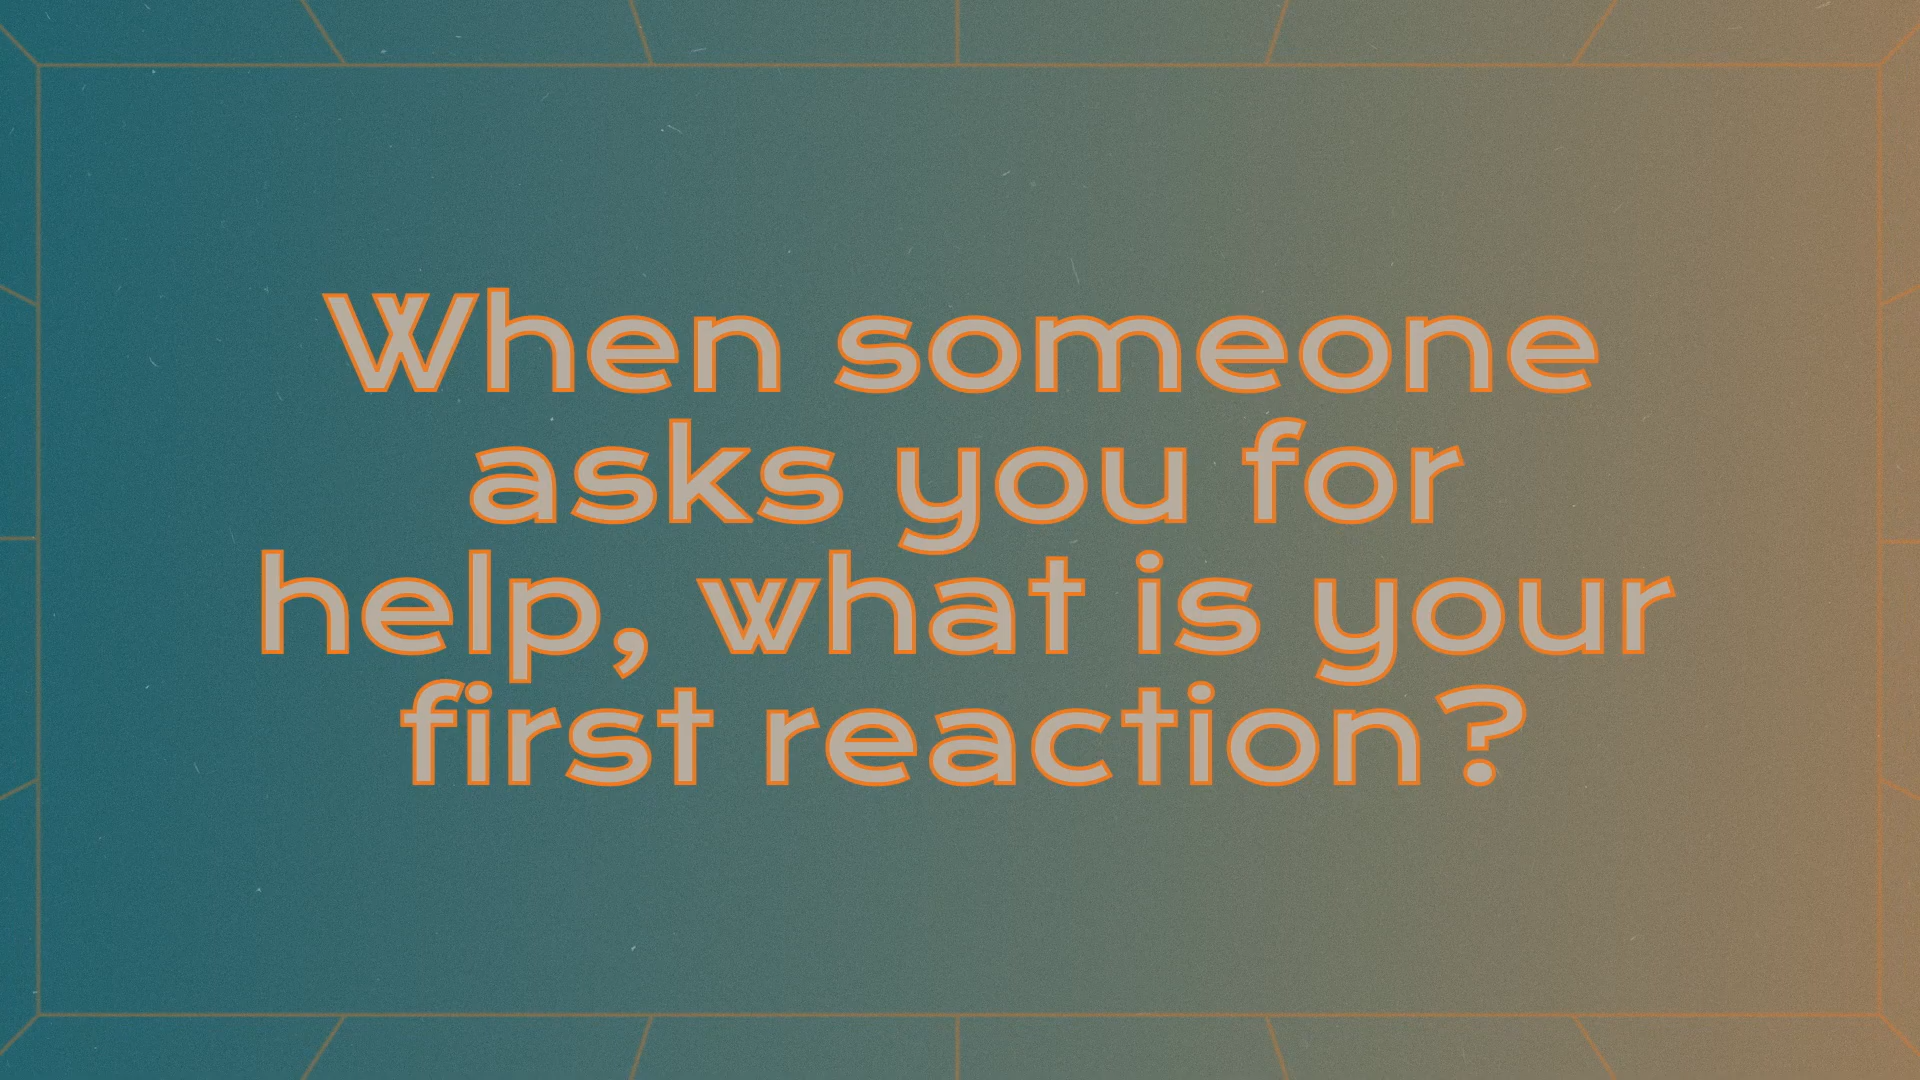 When someone
asks you for
help, what is your
first reaction?